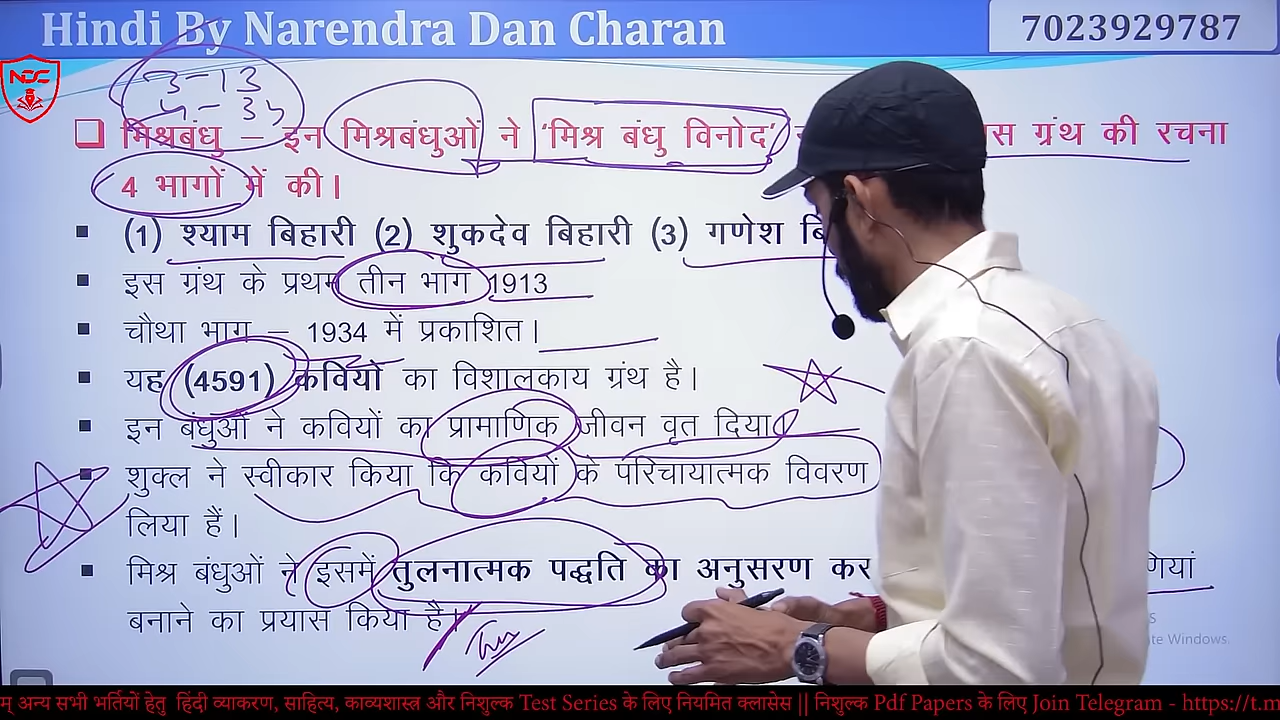 Hindi By Narendra Dan Charan
7023929787
NDC
3-13
4-34
❑ मिश्रबंधु – इन मिश्रबंधुओं ने 'मिश्र बंधु विनोद' ग्रंथ की रचना
4 भागों में की।
▪ (1) श्याम बिहारी (2) शुकदेव बिहारी (3) गणेश
▪ इस ग्रंथ के प्रथम तीन भाग 1913
▪ चौथा भाग – 1934 में प्रकाशित।
▪ यह (4591) कवियों का विशालकाय ग्रंथ है।
▪ इन बंधुओं ने कवियों का प्रामाणिक जीवन वृत दिया
▪ शुक्ल ने स्वीकार किया कि कवियों के परिचायात्मक विवरण
लिया हैं।
▪ मिश्र बंधुओं ने इसमें तुलनात्मक पद्धति का अनुसरण कर
बनाने का प्रयास किया है।
Windows.
अन्य सभी भर्तियों हेतु हिंदी व्याकरण, साहित्य, काव्यशास्त्र और निशुल्क Test Series के लिए नियमित क्लासेस || निशुल्क Pdf Papers के लिए Join Telegram - https://t.m